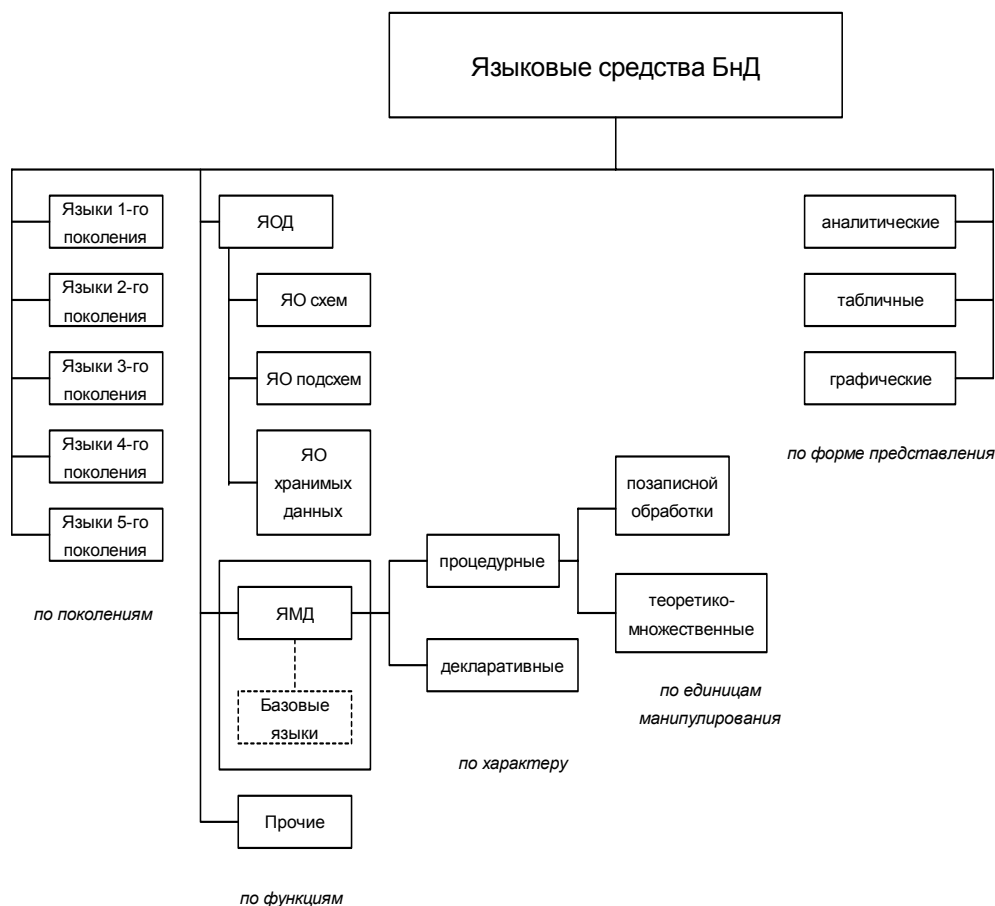 Языковые средства БнД
Языки 1-го
поколения
Языки 2-го
поколения
Языки 3-го
поколения
Языки 4-го
поколения
Языки 5-го
поколения
по поколениям
ЯОД
ЯО схем
ЯО подсхем
ЯО
хранимых
данных
ЯМД
Базовые
языки
Прочие
по функциям
процедурные
декларативные
по характеру
позаписной
обработки
теоретико-
множественные
по единицам
манипулирования
аналитические
табличные
графические
по форме представления